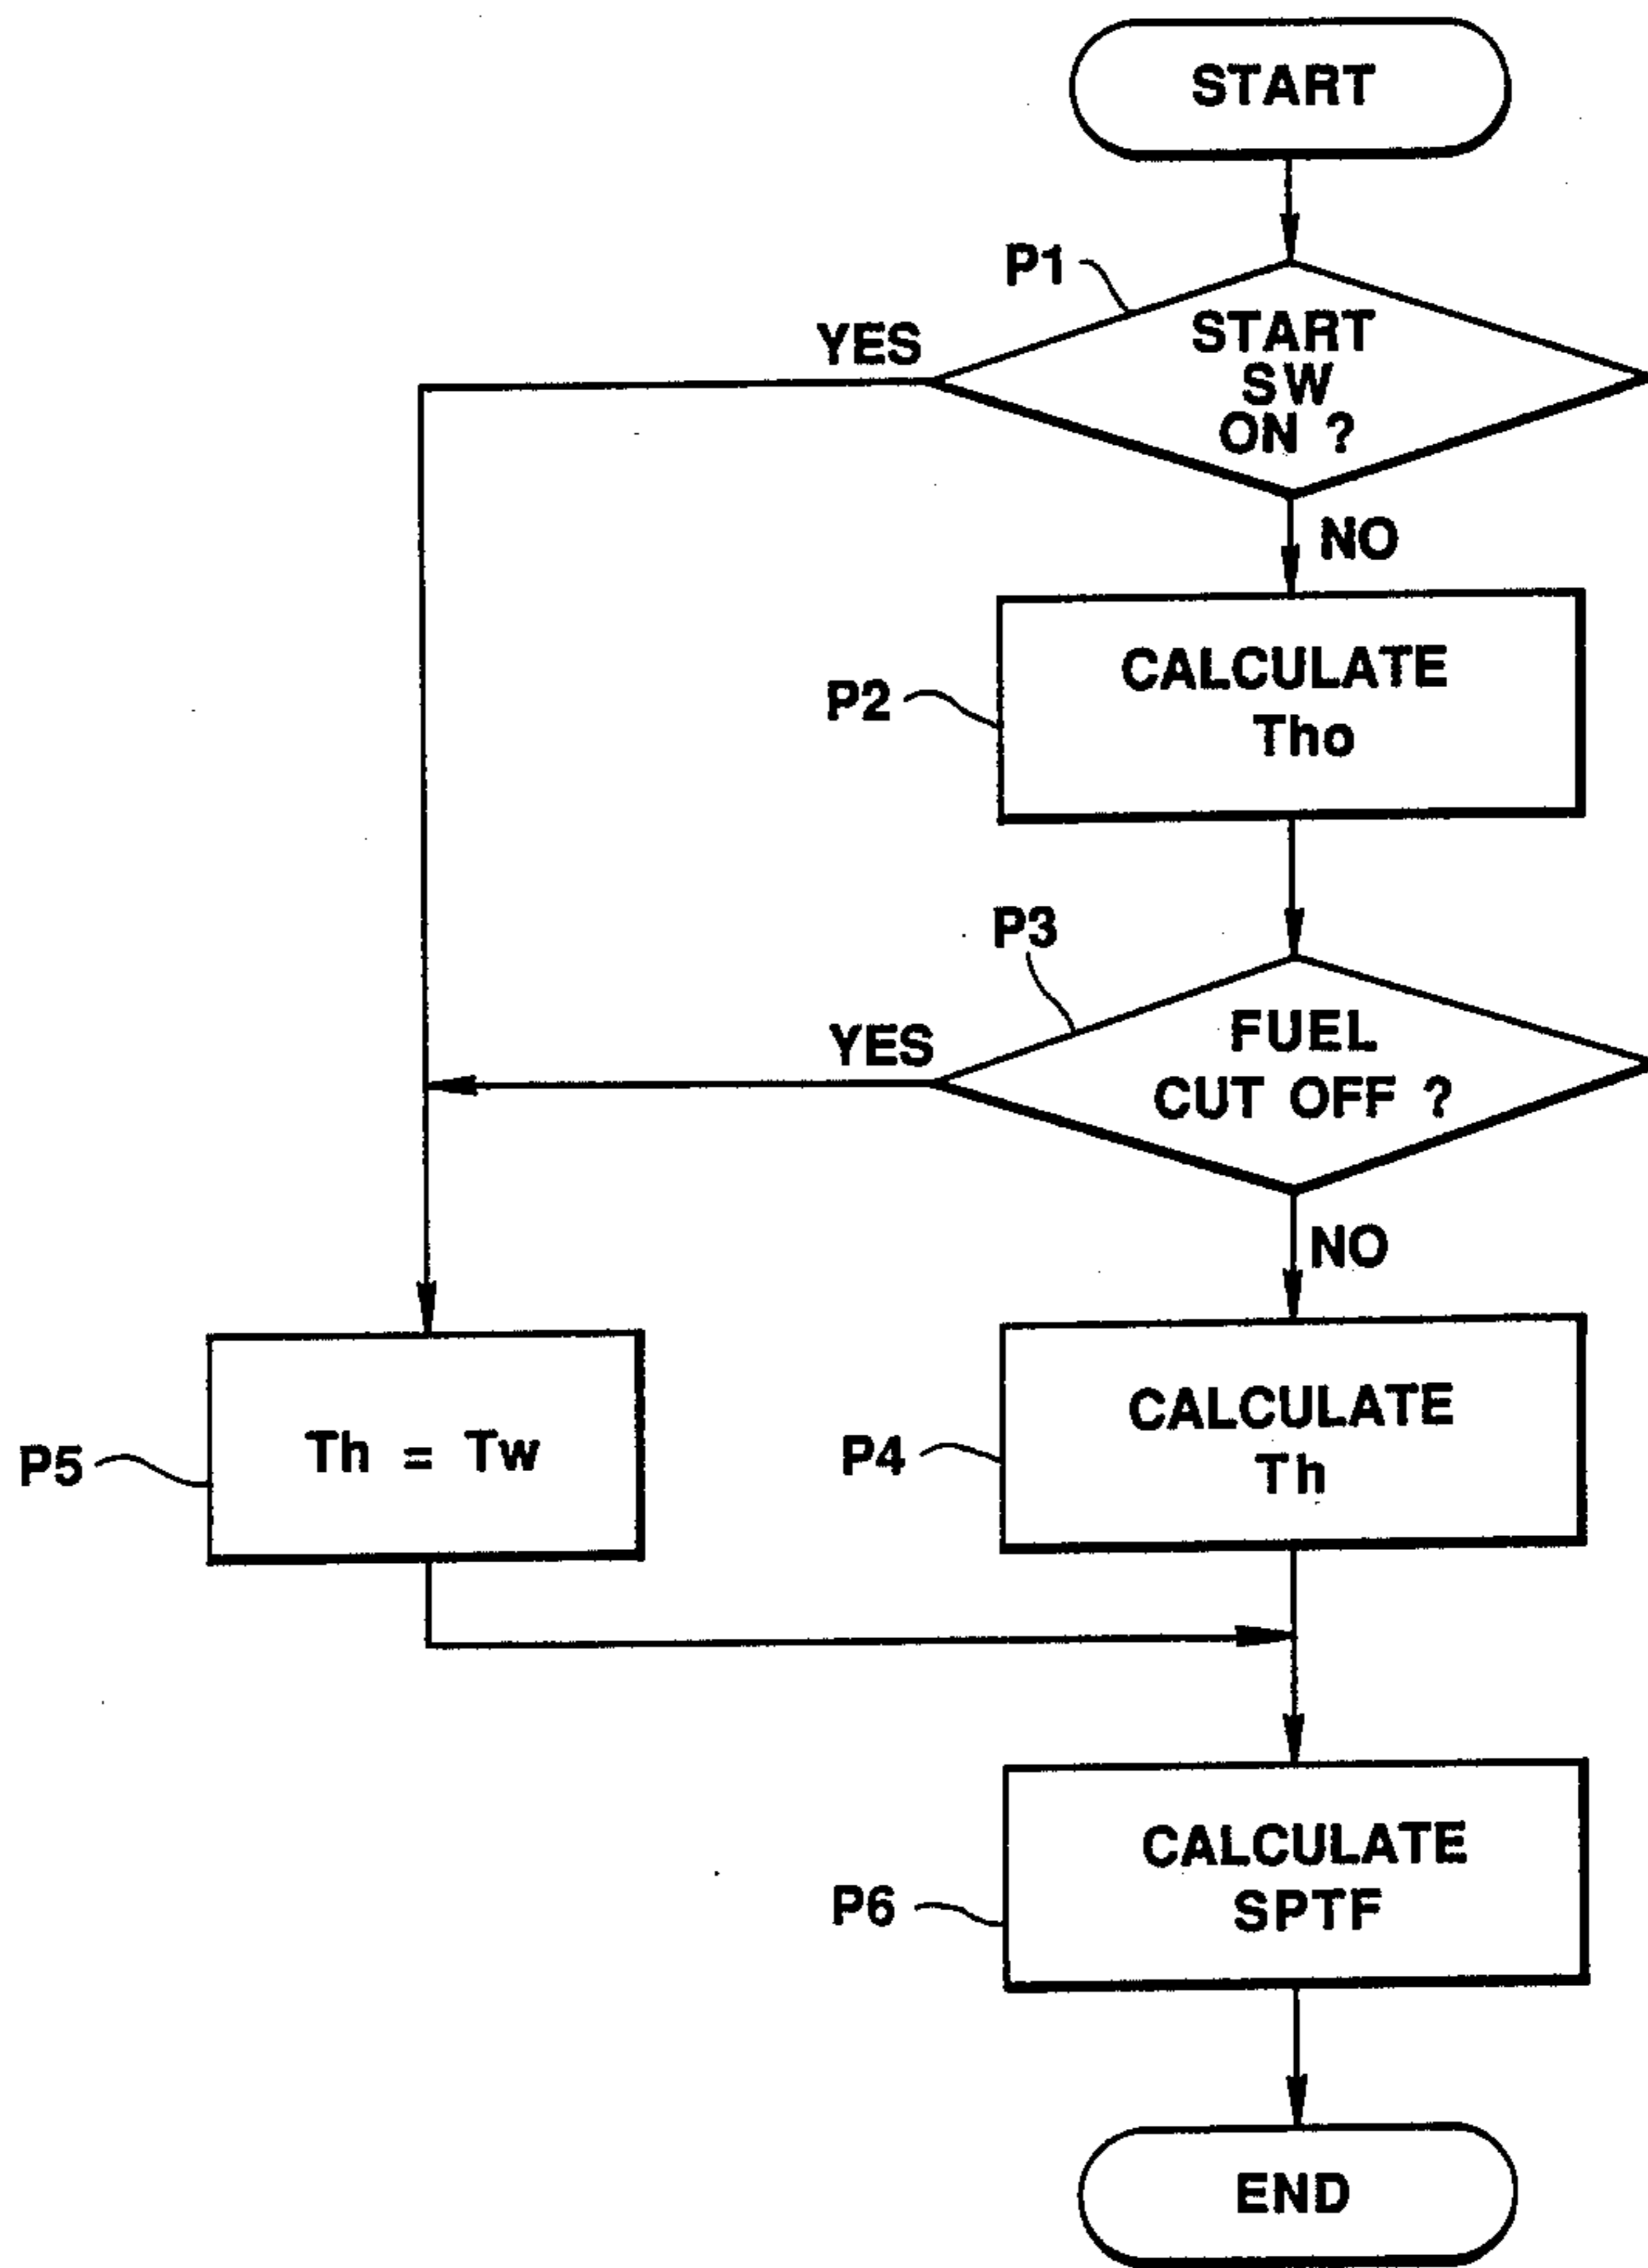 START
P1
YES
START
SW
ON ?
NO
P2
CALCULATE
Tho
P3
YES
FUEL
CUT OFF ?
NO
P5
Th = Tw
P4
CALCULATE
Th
P6
CALCULATE
SPTF
END